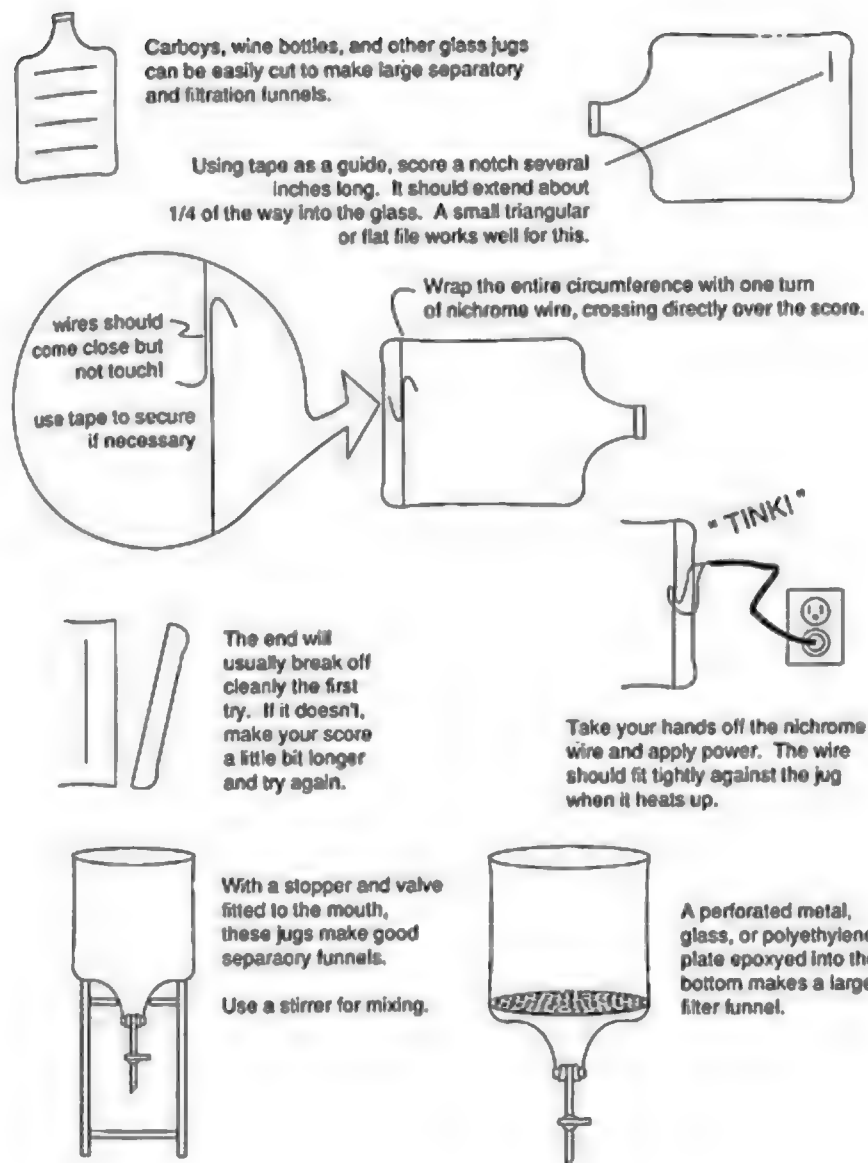 Carboys, wine bottles, and other glass jugs
can be easily cut to make large separatory
and filtration funnels.
Using tape as a guide, score a notch several
inches long. It should extend about
1/4 of the way into the glass. A small triangular
or flat file works well for this.
Wrap the entire circumference with one turn
of nichrome wire, crossing directly over the score.
wires should
come close but
not touch!
use tape to secure
if necessary
" TINK! "
The end will
usually break off
cleanly the first
try. If it doesn't,
make your score
a little bit longer
and try again.
Take your hands off the nichrome
wire and apply power. The wire
should fit tightly against the jug
when it heats up.
With a stopper and valve
fitted to the mouth,
these jugs make good
separaory funnels.
Use a stirrer for mixing.
A perforated metal,
glass, or polyethylene
plate epoxyed into the
bottom makes a large
filter funnel.